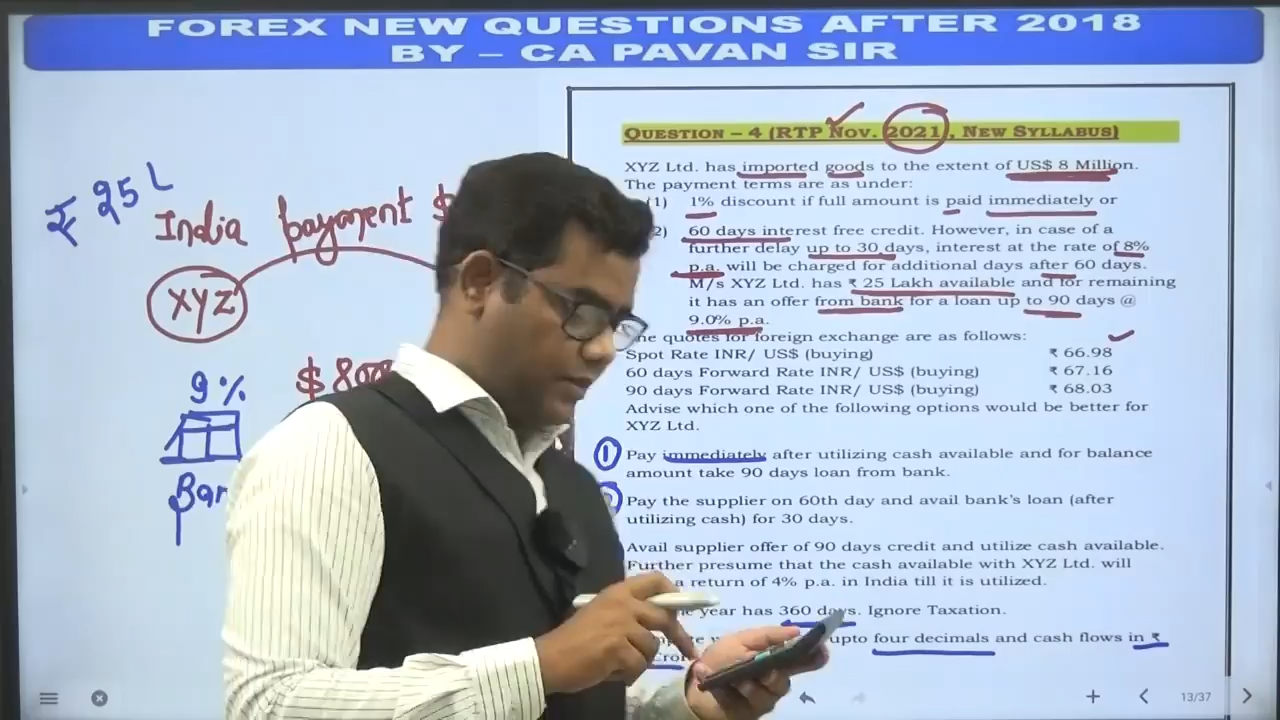 FOREX NEW QUESTIONS AFTER 2018
BY – CA PAVAN SIR
₹ 25 L
India payment $
XYZ
9 %
$ 800
QUESTION – 4 (RTP NOV. 2021, NEW SYLLABUS)
XYZ Ltd. has imported goods to the extent of US$ 8 Million.
The payment terms are as under:
(1) 1% discount if full amount is paid immediately or
2) 60 days interest free credit. However, in case of a
further delay up to 30 days, interest at the rate of 8%
p.a. will be charged for additional days after 60 days.
M/s XYZ Ltd. has ₹ 25 Lakh available and for remaining
it has an offer from bank for a loan up to 90 days @
9.0% p.a.
quotes for foreign exchange are as follows:
Spot Rate INR/ US$ (buying) ₹ 66.98
60 days Forward Rate INR/ US$ (buying) ₹ 67.16
90 days Forward Rate INR/ US$ (buying) ₹ 68.03
Advise which one of the following options would be better for
XYZ Ltd.
1 Pay immediately after utilizing cash available and for balance
amount take 90 days loan from bank.
Pay the supplier on 60th day and avail bank's loan (after
utilizing cash) for 30 days.
Avail supplier offer of 90 days credit and utilize cash available.
Further presume that the cash available with XYZ Ltd. will
a return of 4% p.a. in India till it is utilized.
year has 360 days. Ignore Taxation.
upto four decimals and cash flows in ₹
Cror
13/37